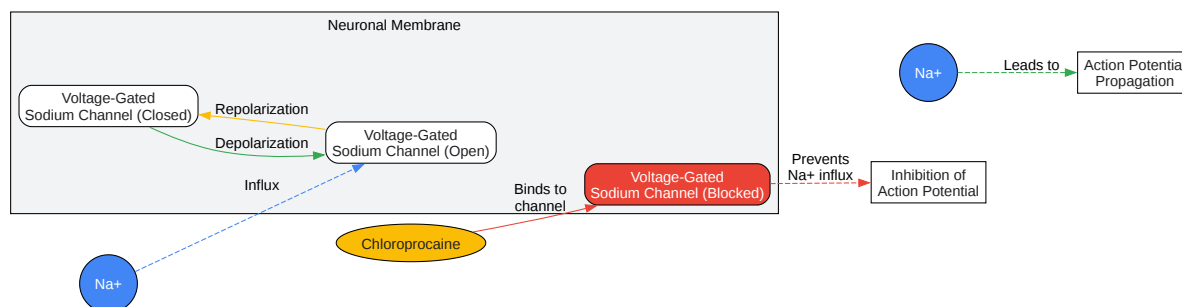 Neuronal Membrane
Voltage-Gated
Sodium Channel (Closed)
Repolarization
Depolarization
Voltage-Gated
Sodium Channel (Open)
Influx
Na+
Chloroprocaine
Binds to
channel
Voltage-Gated
Sodium Channel (Blocked)
Prevents
Na+ influx
Inhibition of
Action Potential
Na+
Leads to
Action Potential
Propagation